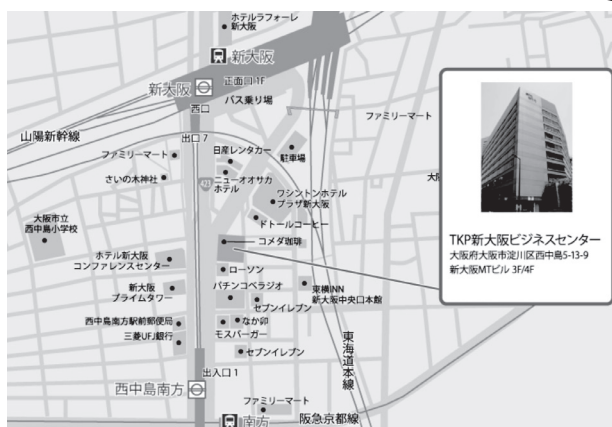 ホテルラフォーレ
新大阪
新大阪
新大阪
正面口 1F
バス乗り場
西口
山陽新幹線
出口 7
ファミリーマート
ファミリーマート
日産レンタカー
駐車場
さいの木神社
ニューオオサカ
ホテル
423
大
ワシントンホテル
プラザ新大阪
大阪市立
西中島小学校
ドトールコーヒー
コメダ珈琲
ホテル新大阪
コンファレンスセンター
ローソン
新大阪
プライムタワー
パチンコベラジオ
セブンイレブン
東横INN
新大阪中央口本館
西中島南方駅前郵便局
なか卯
モスバーガー
三菱UFJ銀行
セブンイレブン
東海道本線
出入口 1
西中島南方
ファミリーマート
南方
阪急京都線
TKP新大阪ビジネスセンター
大阪府大阪市淀川区西中島5-13-9
新大阪MTビル 3F/4F